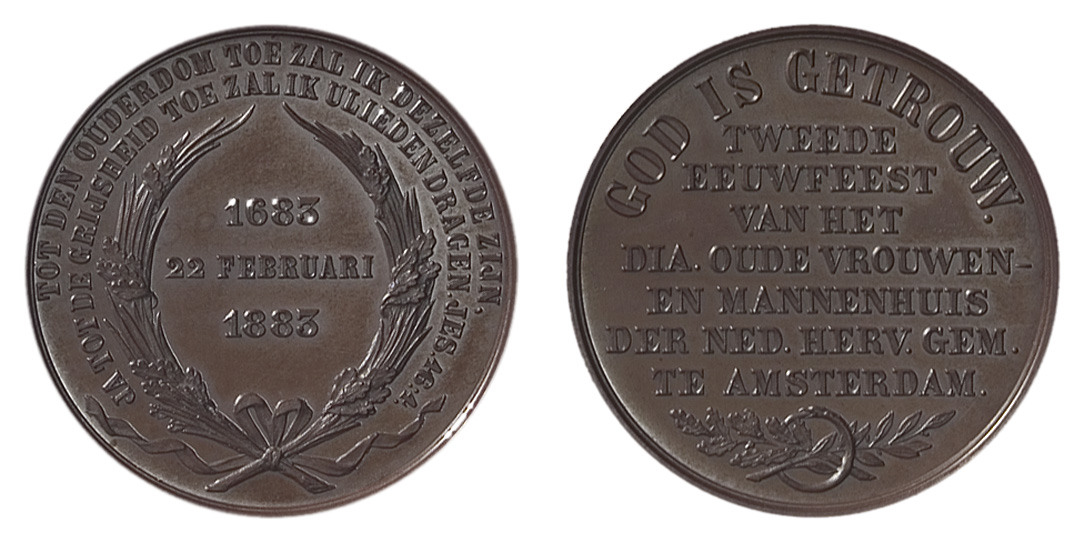 TOT DEN OUDERDOM TOE ZAL IK DEZELFDE ZIJN,
JA TOT DE GRIJSHEID TOE ZAL IK ULIEDEN DRAGEN. JES. 46:4.
1683
22 FEBRUARI
1883
GOD IS GETROUW.
TWEEDE
EEUWFEEST
VAN HET
DIA. OUDE VROUWEN-
EN MANNENHUIS
DER NED. HERV. GEM.
TE AMSTERDAM.